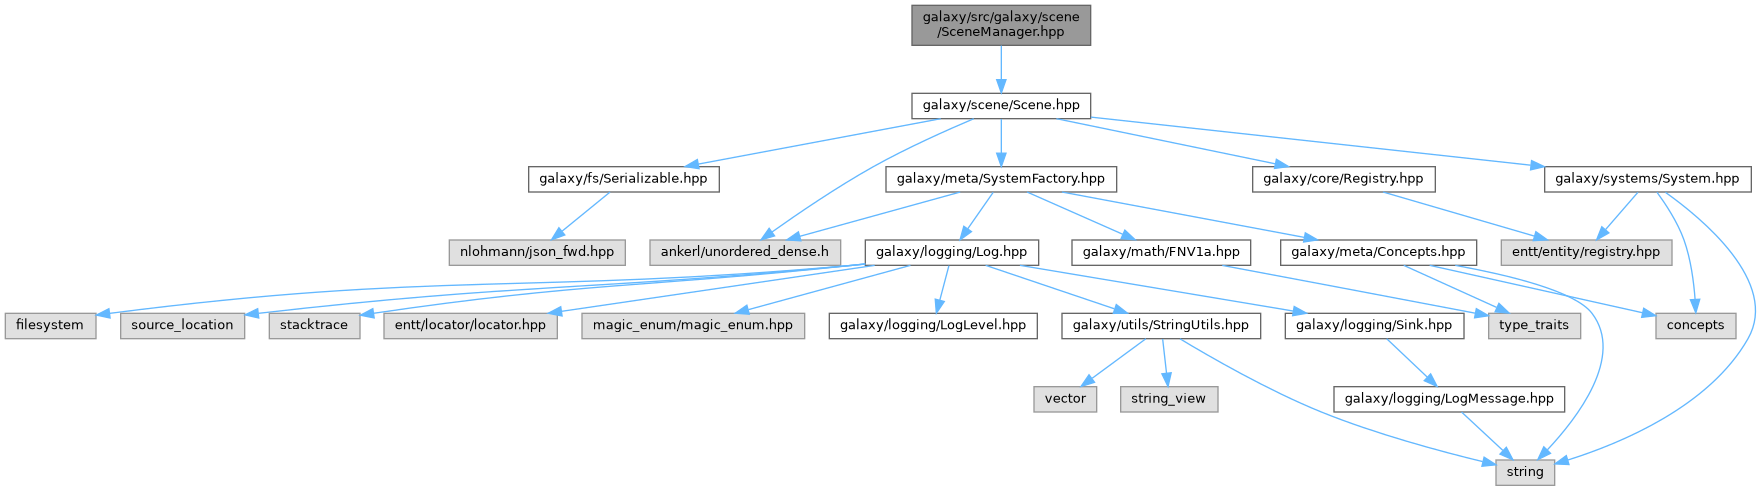 galaxy/src/galaxy/scene
/SceneManager.hpp
galaxy/scene/Scene.hpp
galaxy/fs/Serializable.hpp
galaxy/meta/SystemFactory.hpp
galaxy/core/Registry.hpp
galaxy/systems/System.hpp
nlohmann/json_fwd.hpp
ankerl/unordered_dense.h
galaxy/logging/Log.hpp
galaxy/math/FNV1a.hpp
galaxy/meta/Concepts.hpp
entt/entity/registry.hpp
filesystem
source_location
stacktrace
entt/locator/locator.hpp
magic_enum/magic_enum.hpp
galaxy/logging/LogLevel.hpp
galaxy/utils/StringUtils.hpp
galaxy/logging/Sink.hpp
type_traits
concepts
vector
string_view
galaxy/logging/LogMessage.hpp
string